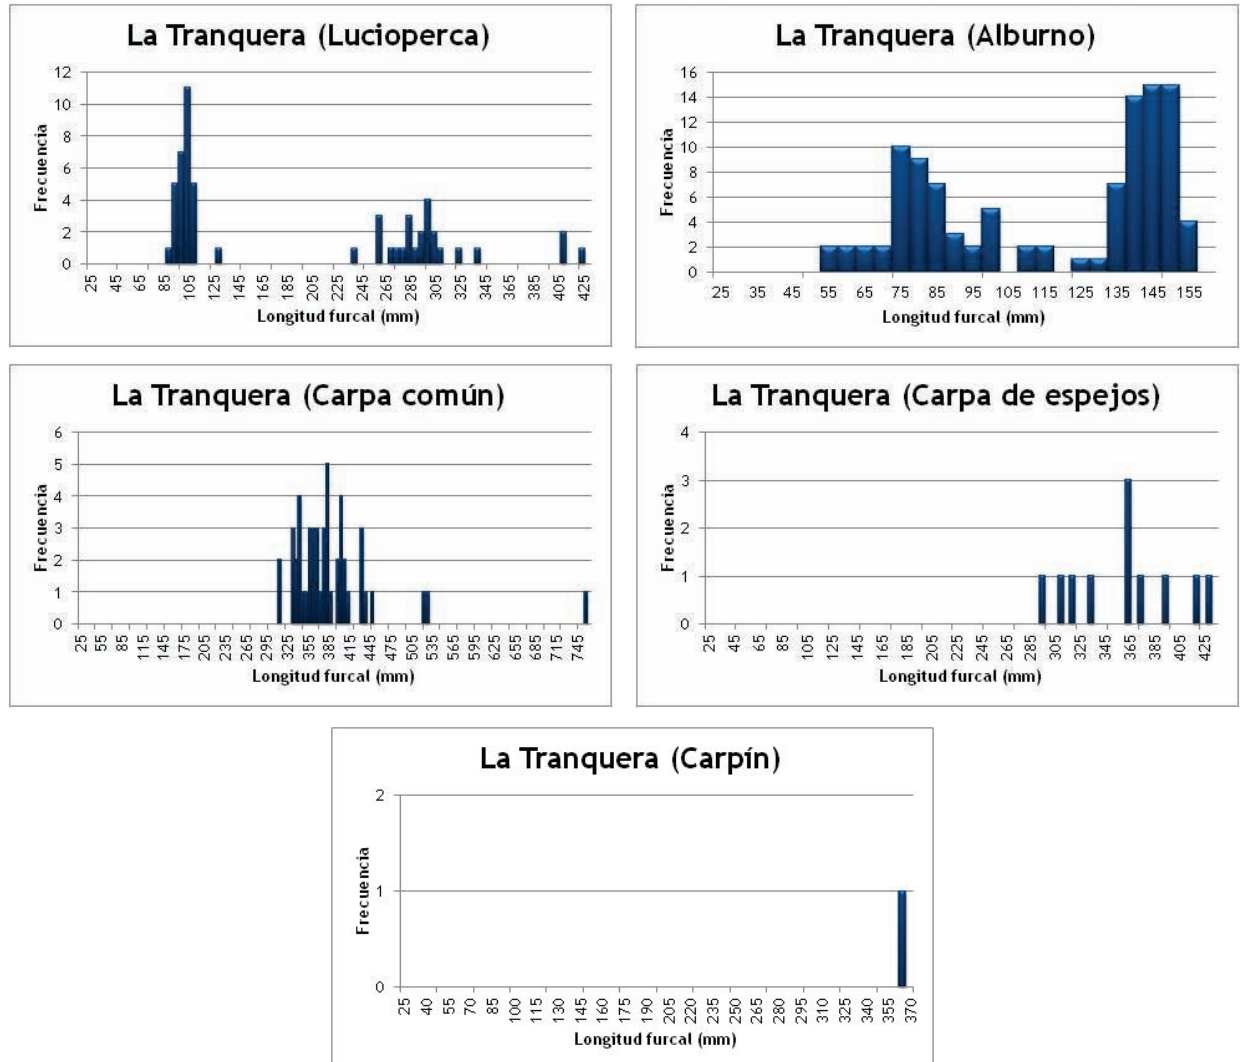 La Tranquera (Lucioperca)
Frecuencia
12
10
8
6
4
2
0
25 45 65 85 105 125 145 165 185 205 225 245 265 285 305 325 345 365 385 405 425
Longitud furcal (mm)
La Tranquera (Alburno)
Frecuencia
16
14
12
10
8
6
4
2
0
25 35 45 55 65 75 85 95 105 115 125 135 145 155
Longitud furcal (mm)
La Tranquera (Carpa común)
Frecuencia
6
5
4
3
2
1
0
25 55 85 115 145 175 205 235 265 295 325 355 385 415 445 475 505 535 565 595 625 655 685 715 745
Longitud furcal (mm)
La Tranquera (Carpa de espejos)
Frecuencia
4
3
2
1
0
25 45 65 85 105 125 145 165 185 205 225 245 265 285 305 325 345 365 385 405 425
Longitud furcal (mm)
La Tranquera (Carpín)
Frecuencia
2
1
0
25 40 55 70 85 100 115 130 145 160 175 190 205 220 235 250 265 280 295 310 325 340 355 370
Longitud furcal (mm)